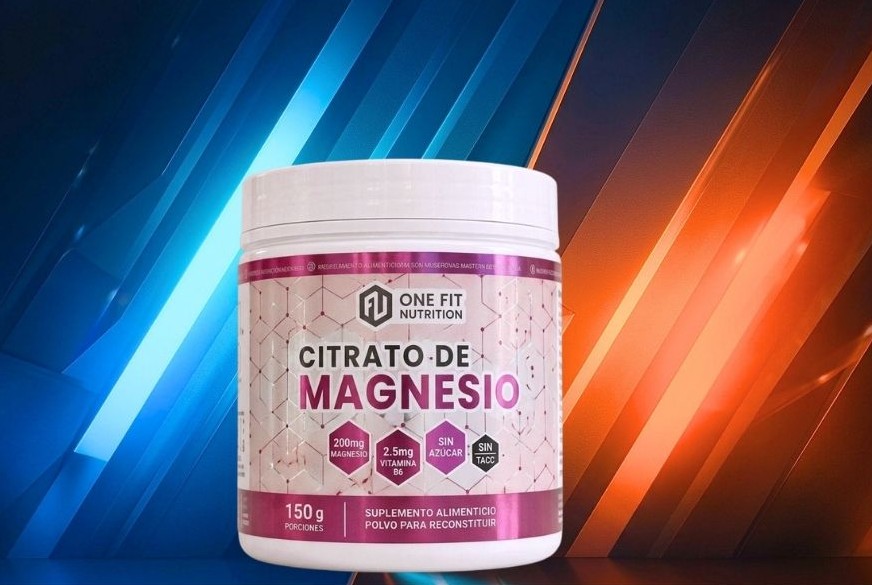 ONE FIT
NUTRITION
CITRATO DE
MAGNESIO
200mg
MAGNESIO
2.5mg
VITAMINA
B6
SIN
AZÚCAR
SIN
TACC
150 g
PORCIONES
SUPLEMENTO ALIMENTICIO
POLVO PARA RECONSTITUIR